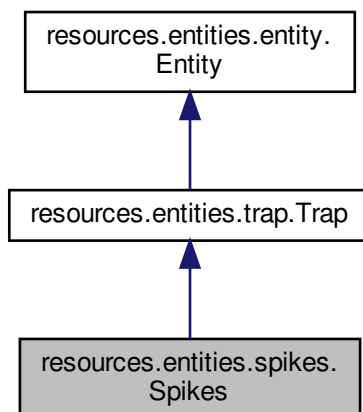 resources.entities.entity.
Entity
resources.entities.trap.Trap
resources.entities.spikes.
Spikes